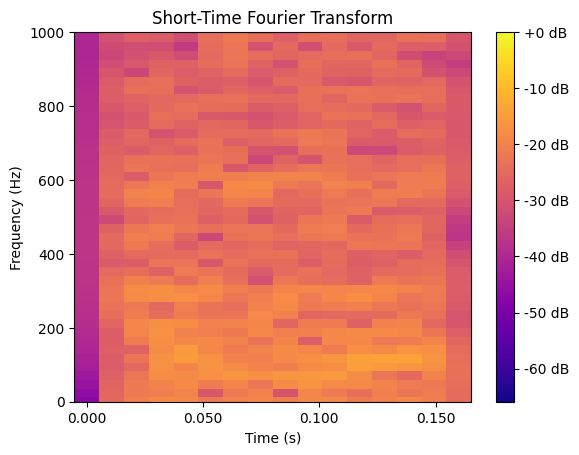 Short-Time Fourier Transform
Frequency (Hz)
1000
800
600
400
200
0
0.000
0.050
0.100
0.150
Time (s)
+0 dB
-10 dB
-20 dB
-30 dB
-40 dB
-50 dB
-60 dB